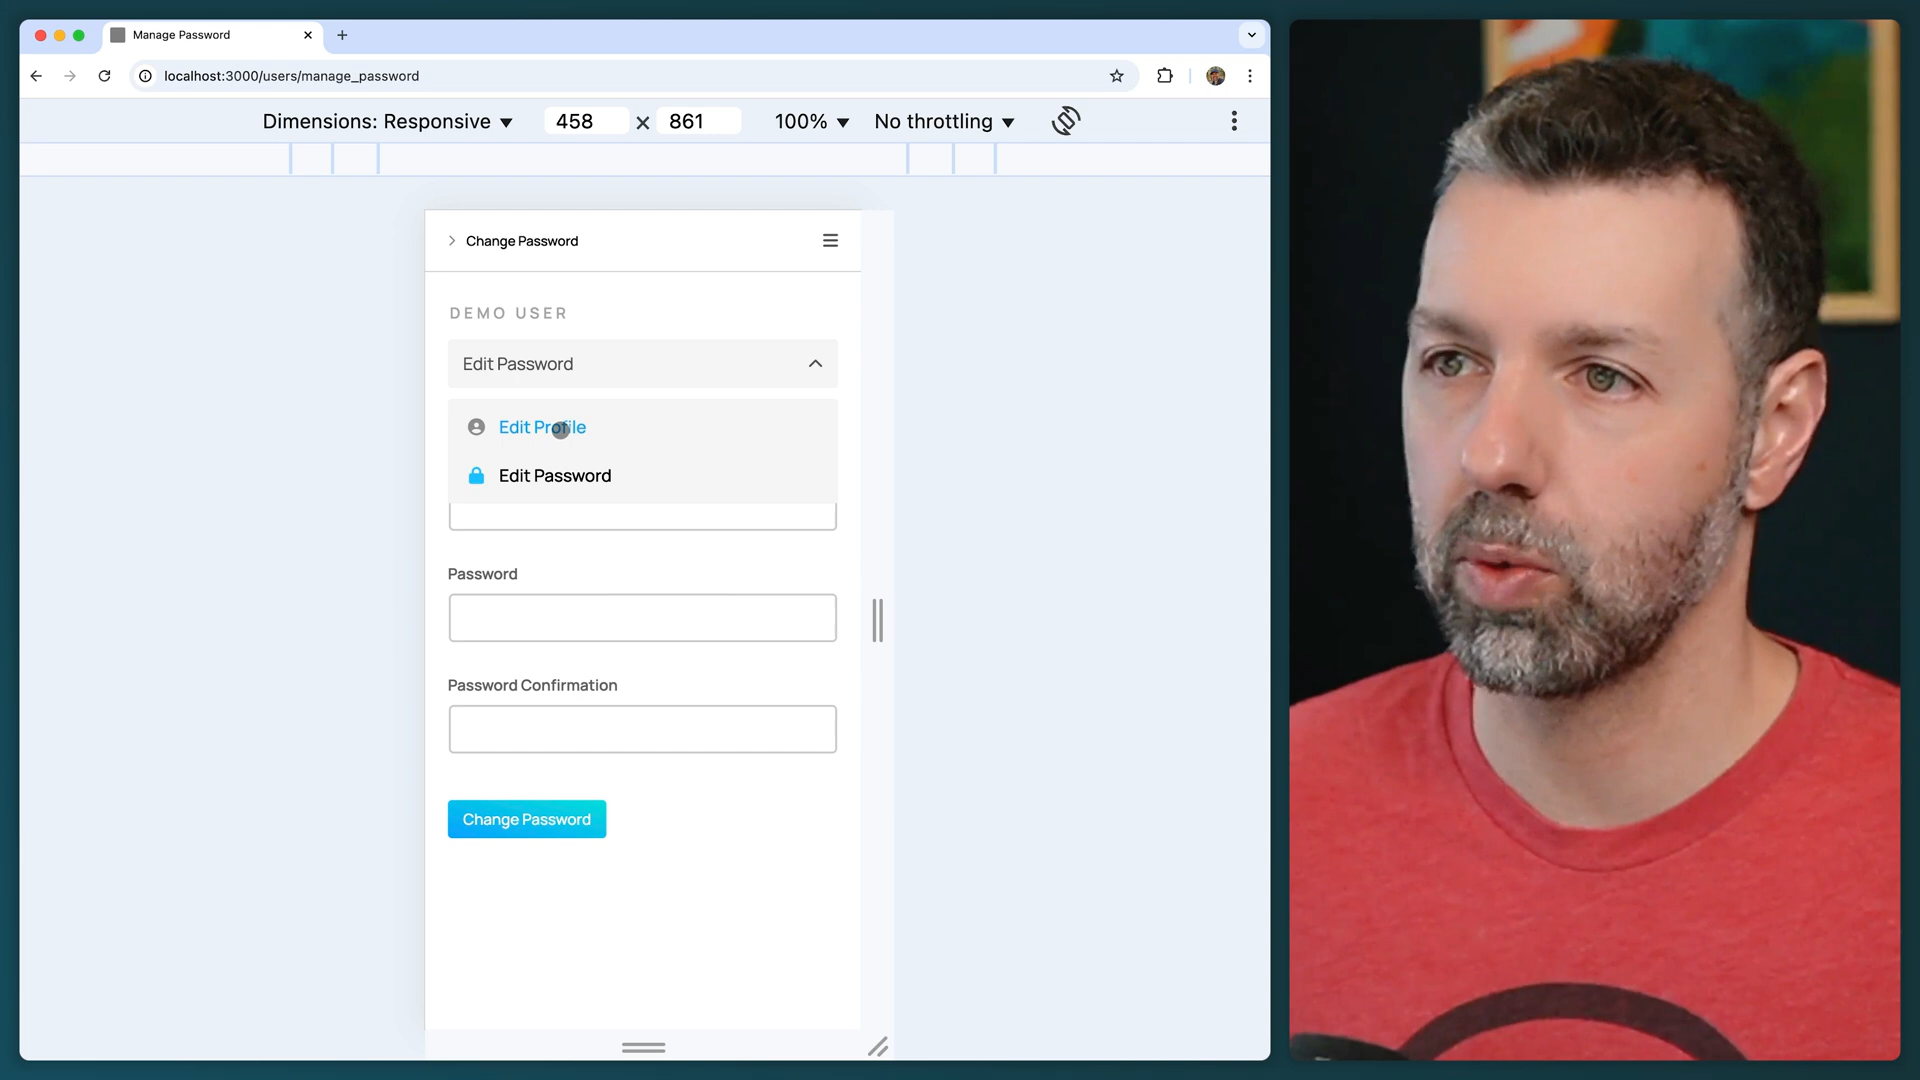 Manage Password
localhost:3000/users/manage_password
Dimensions: Responsive 458 × 861 100% No throttling
Change Password
DEMO USER
Edit Password
Edit Profile
Edit Password
Password
Password Confirmation
Change Password